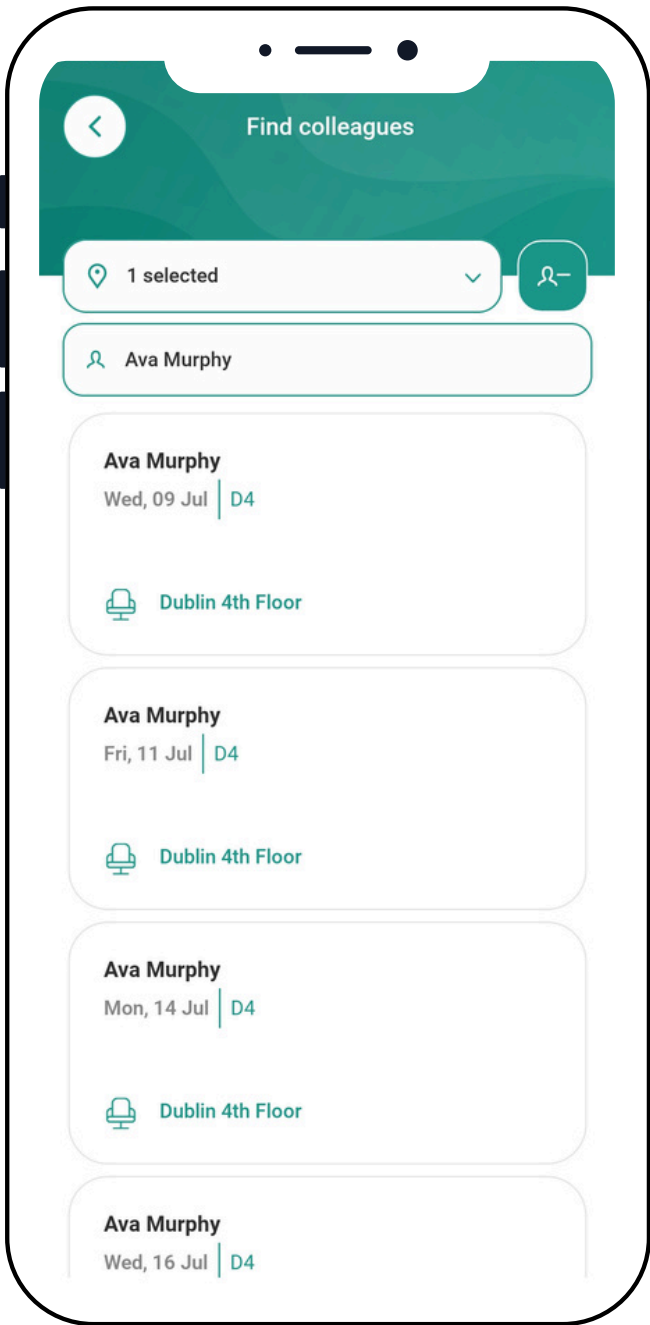 Find colleagues
1 selected
Ava Murphy
Ava Murphy
Wed, 09 Jul D4
Dublin 4th Floor
Ava Murphy
Fri, 11 Jul D4
Dublin 4th Floor
Ava Murphy
Mon, 14 Jul D4
Dublin 4th Floor
Ava Murphy
Wed, 16 Jul D4